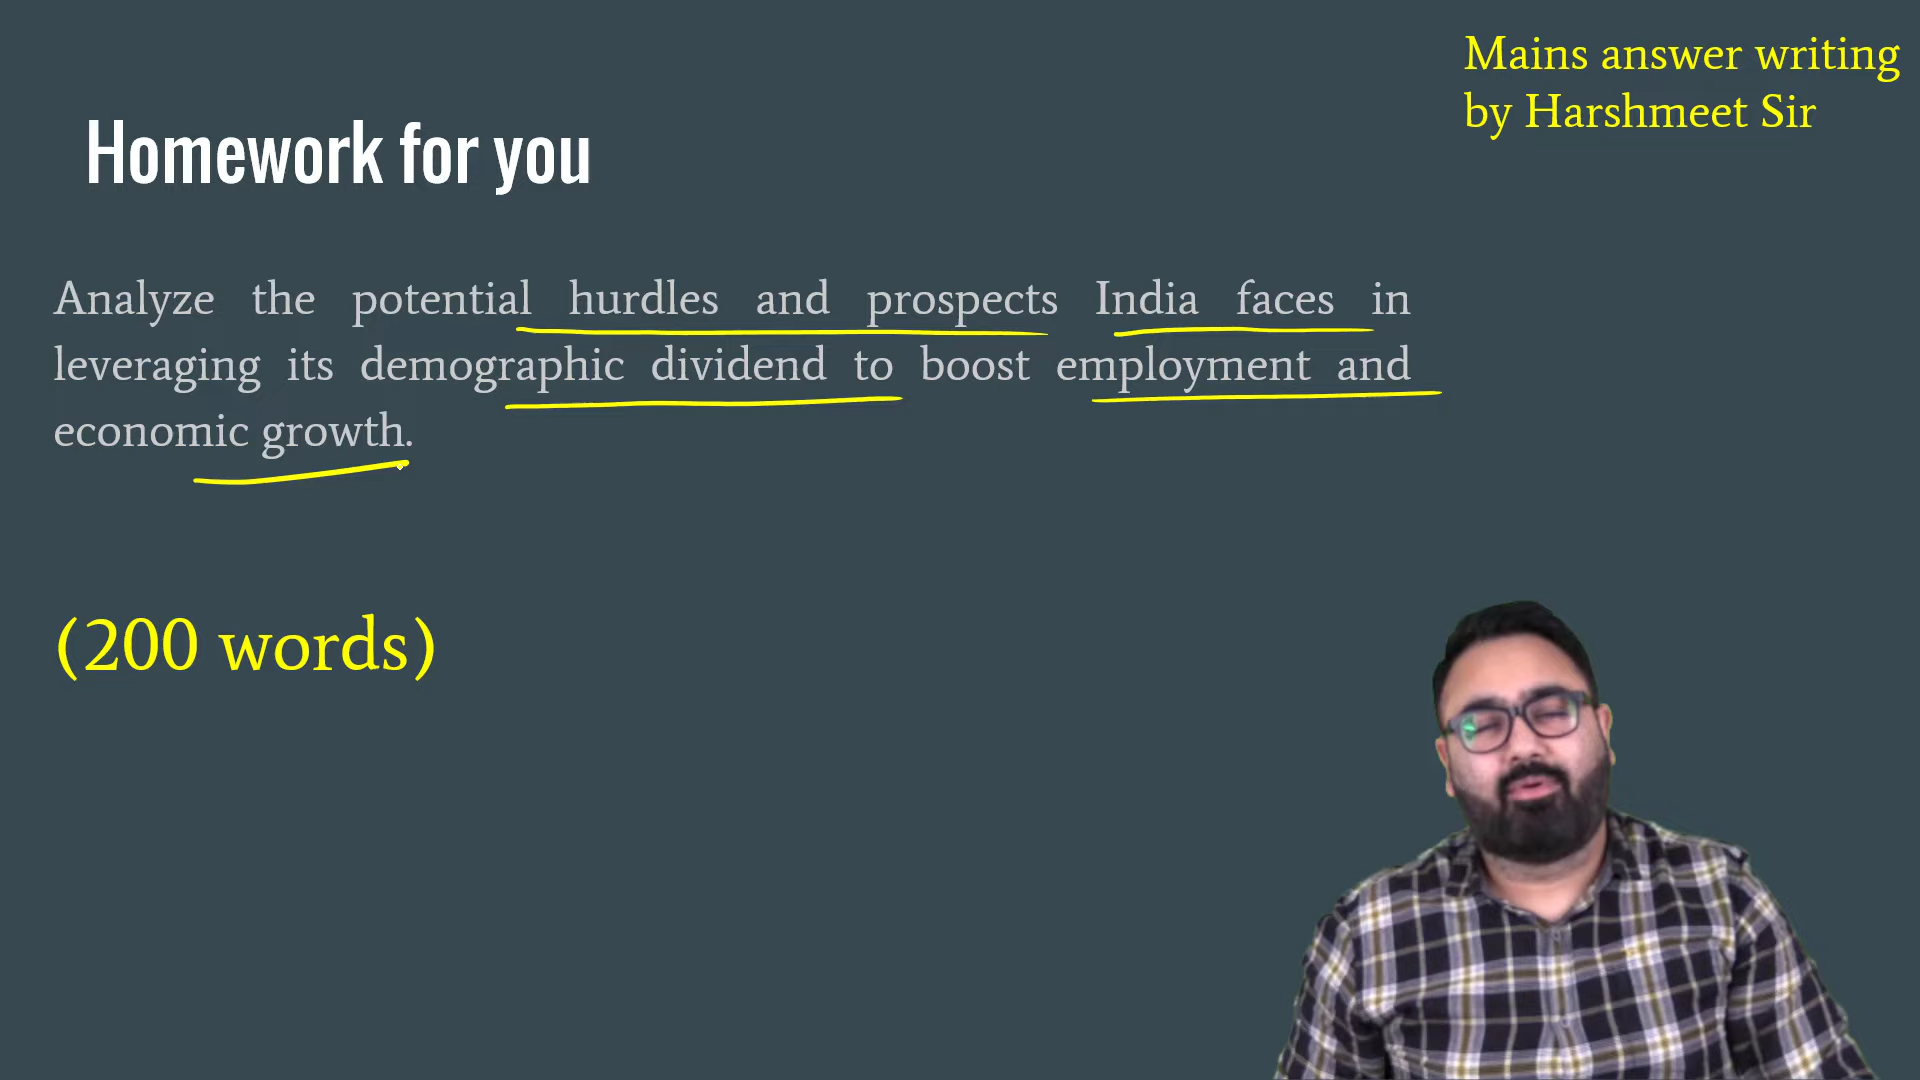 Mains answer writing
by Harshmeet Sir
Homework for you
Analyze the potential hurdles and prospects India faces in
leveraging its demographic dividend to boost employment and
economic growth.
(200 words)